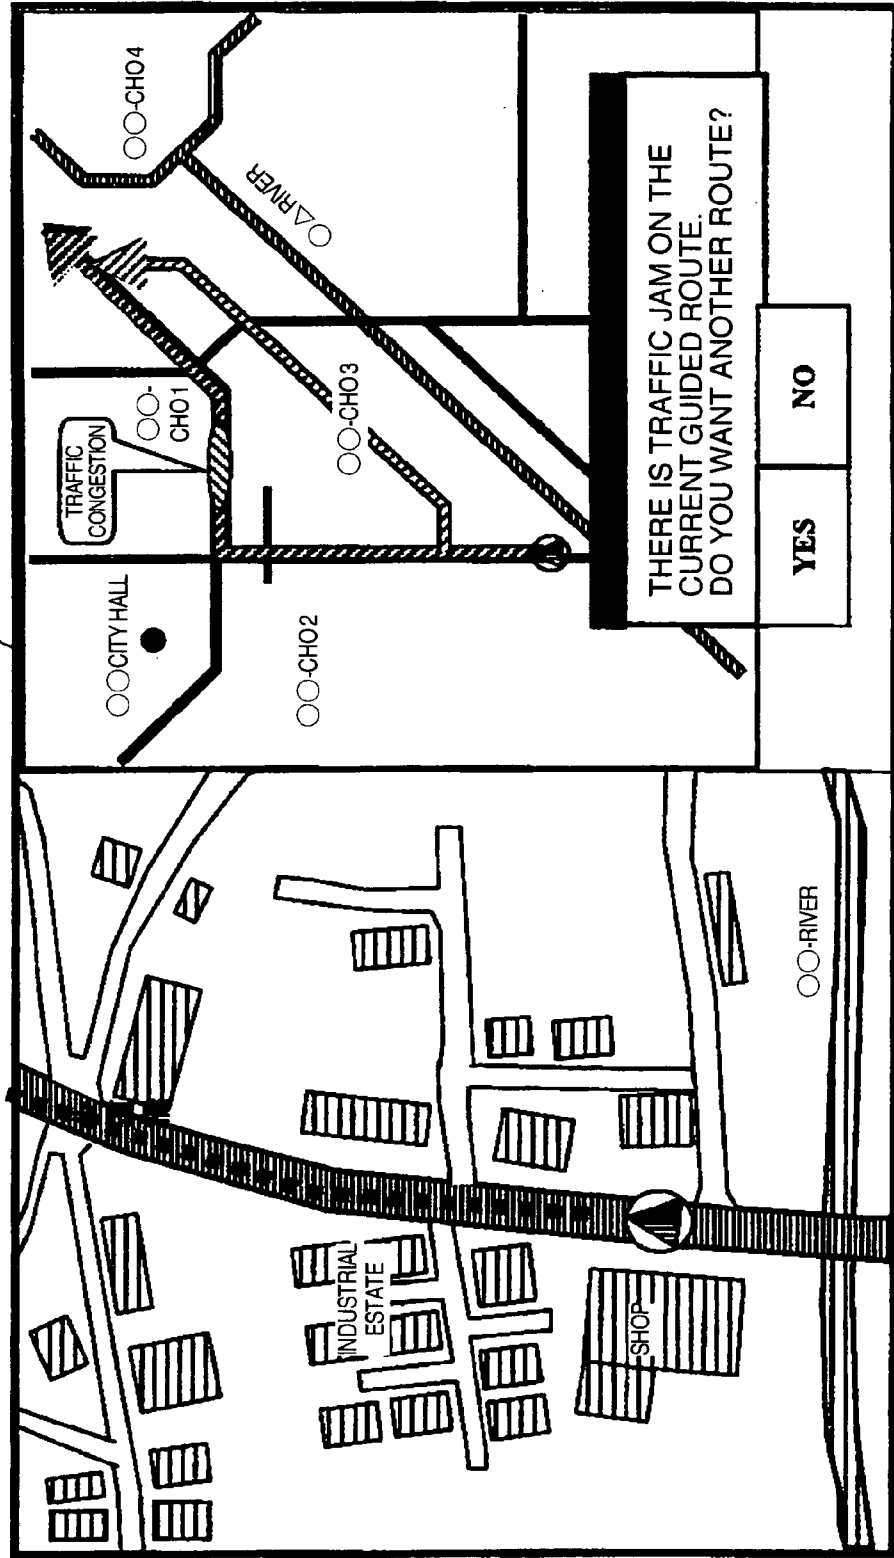 ○○-CHO4
○△RIVER
TRAFFIC
CONGESTION
○○-
CHO1
○○-CHO3
○○CITY HALL
○○-CHO2
THERE IS TRAFFIC JAM ON THE
CURRENT GUIDED ROUTE.
DO YOU WANT ANOTHER ROUTE?
YES
NO
INDUSTRIAL
ESTATE
SHOP
○○-RIVER